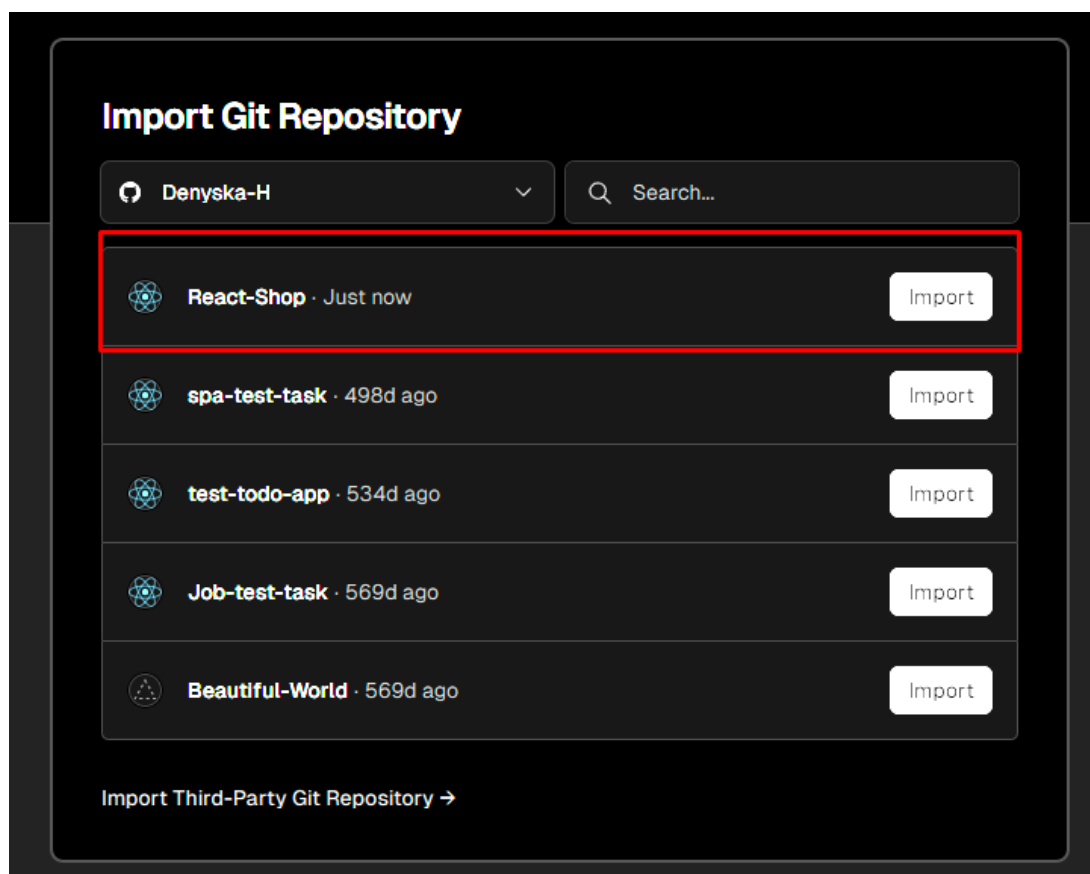 Import Git Repository
Denyska-H
Search...
React-Shop · Just now
Import
spa-test-task · 498d ago
Import
test-todo-app · 534d ago
Import
Job-test-task · 569d ago
Import
Beautiful-World · 569d ago
Import
Import Third-Party Git Repository →